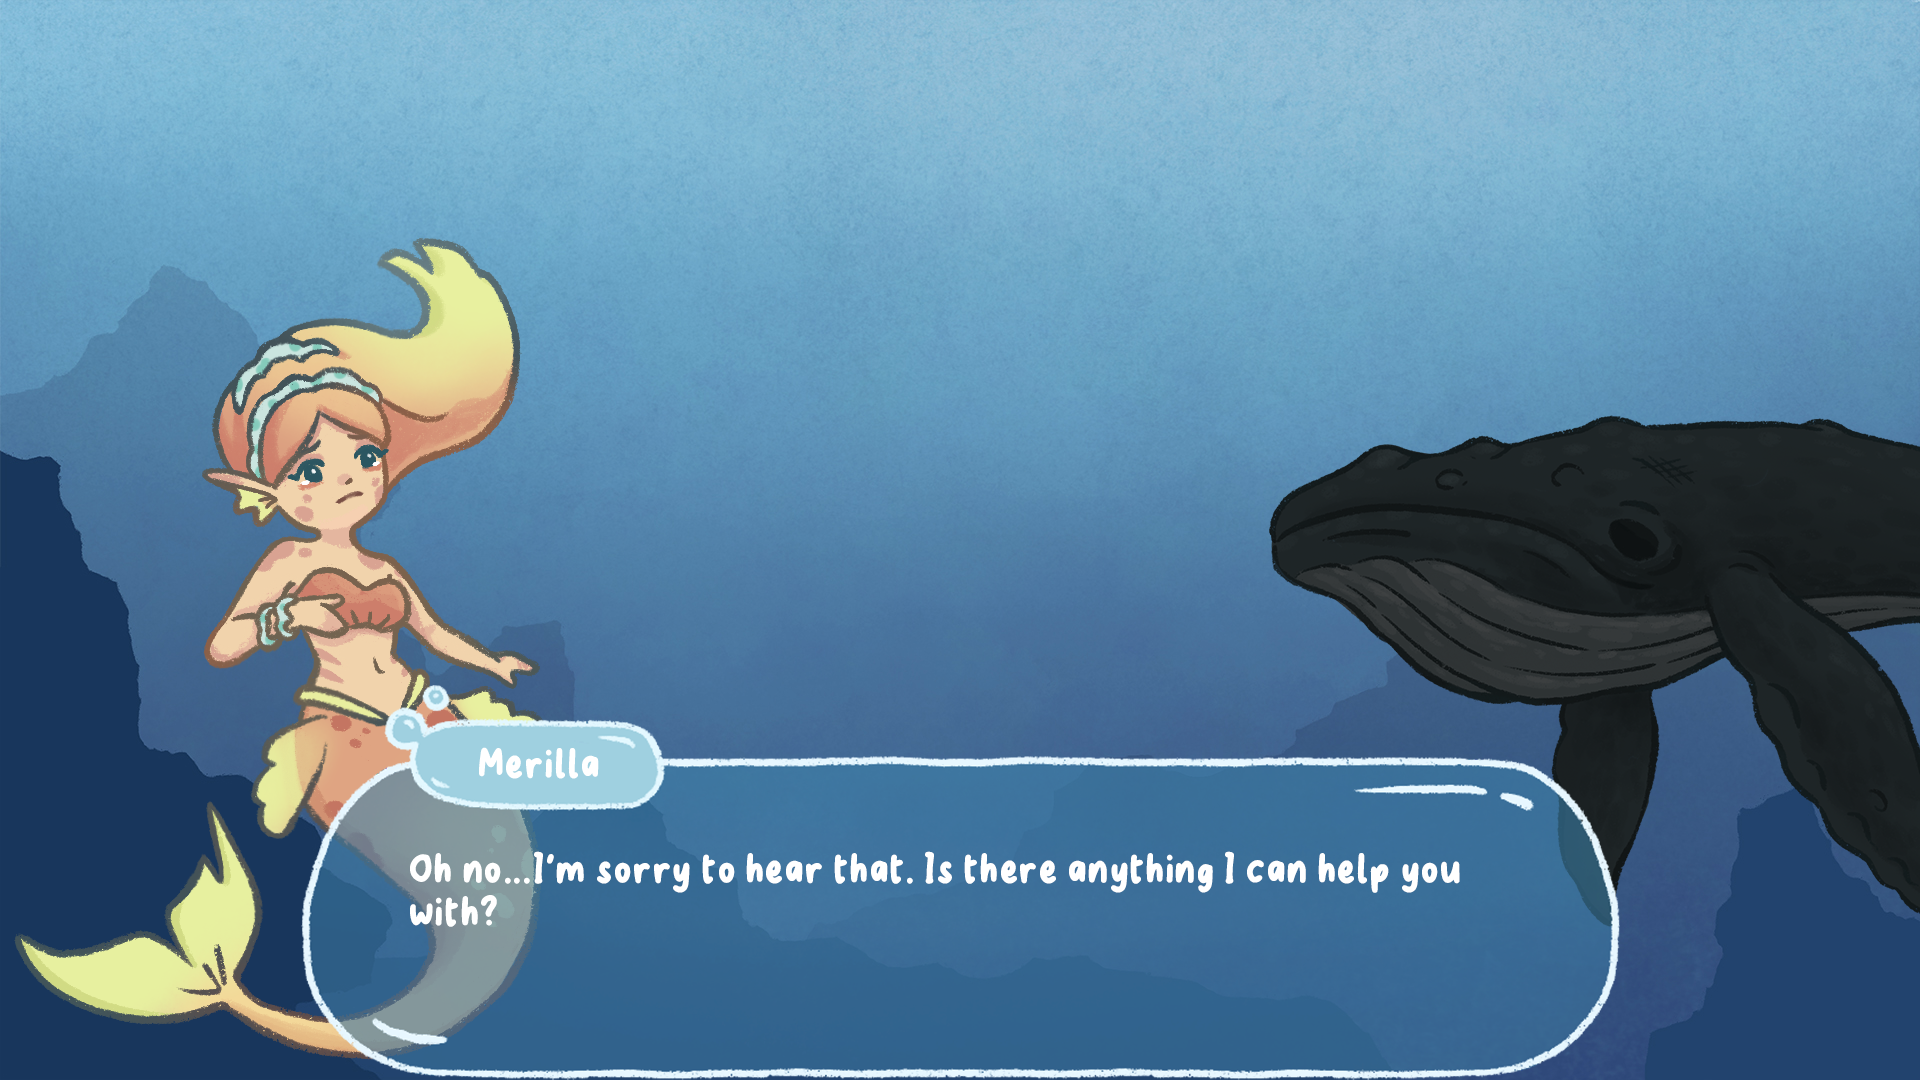 Merilla
Oh no...I'm sorry to hear that. Is there anything I can help you
with?